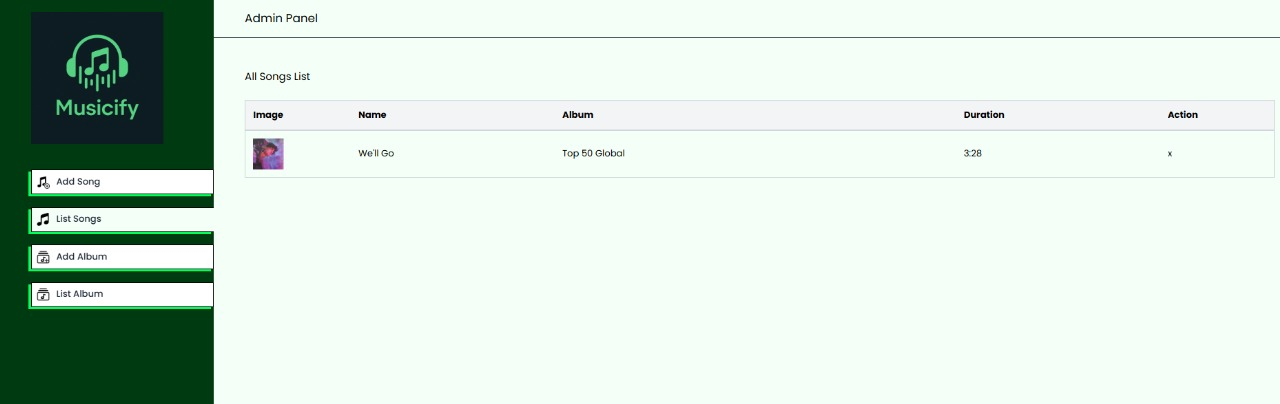 Musicify
Add Song
List Songs
Add Album
List Album
Admin Panel
All Songs List
Image Name Album Duration Action
We'll Go Top 50 Global 3:28 x